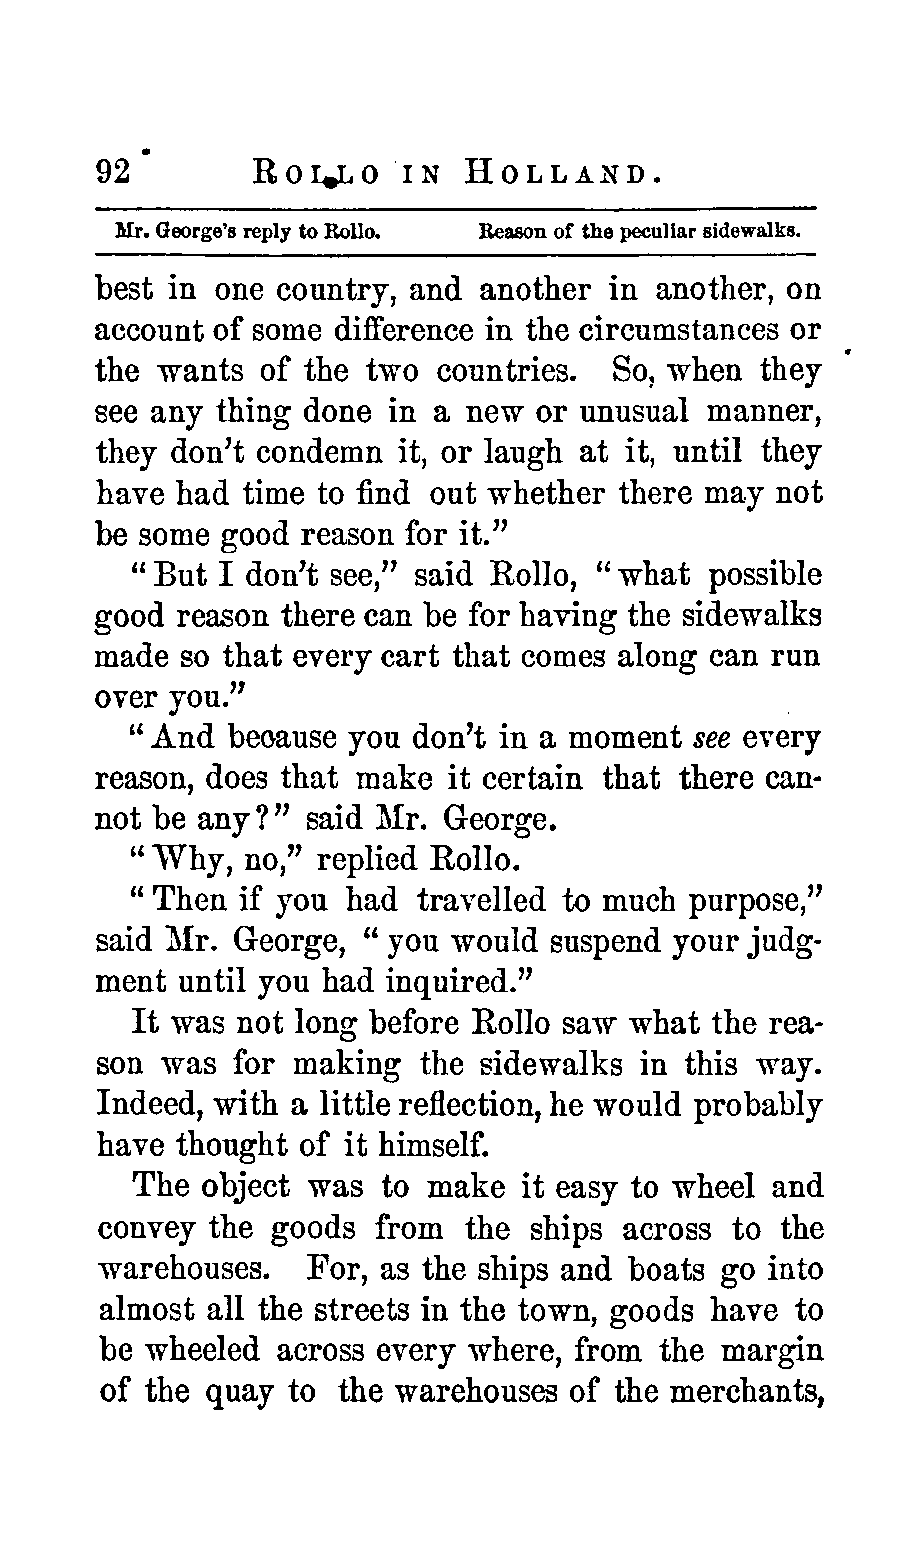 92 ROLLO IN HOLLAND.
Mr. George's reply to Rollo. Reason of the peculiar sidewalks.
best in one country, and another in another, on
account of some difference in the circumstances or
the wants of the two countries. So, when they
see any thing done in a new or unusual manner,
they don't condemn it, or laugh at it, until they
have had time to find out whether there may not
be some good reason for it."
"But I don't see," said Rollo, "what possible
good reason there can be for having the sidewalks
made so that every cart that comes along can run
over you."
"And because you don't in a moment see every
reason, does that make it certain that there can-
not be any?" said Mr. George.
"Why, no," replied Rollo.
"Then if you had travelled to much purpose,"
said Mr. George, "you would suspend your judg-
ment until you had inquired."
It was not long before Rollo saw what the rea-
son was for making the sidewalks in this way.
Indeed, with a little reflection, he would probably
have thought of it himself.
The object was to make it easy to wheel and
convey the goods from the ships across to the
warehouses. For, as the ships and boats go into
almost all the streets in the town, goods have to
be wheeled across every where, from the margin
of the quay to the warehouses of the merchants,